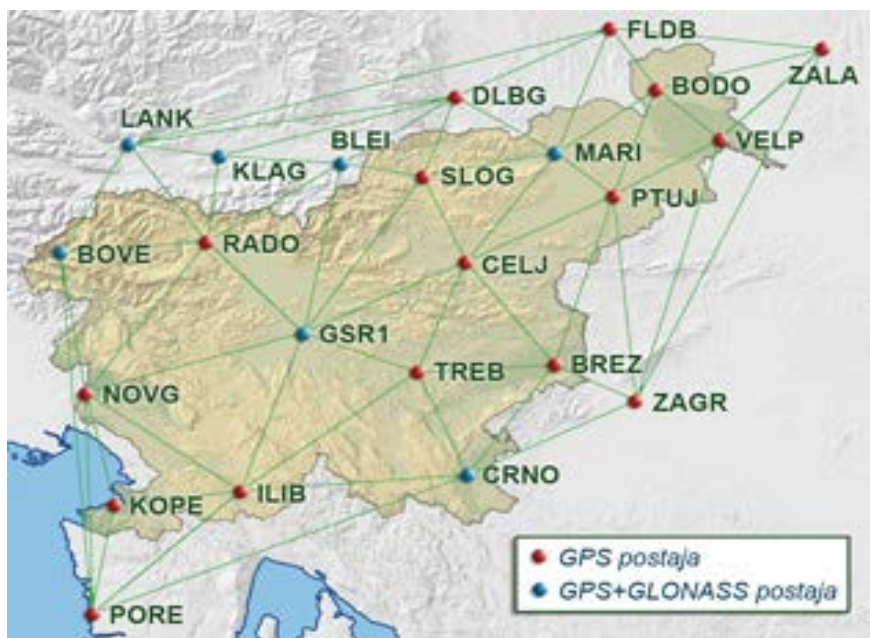 FLDB
ZALA
BODO
DLBG
LANK
BLEI
MARI
VELP
KLAG
SLOG
PTUJ
BOVE
RADO
CELJ
GSR1
TREB
BREZ
NOVG
ZAGR
CRNO
KOPE
ILIB
PORE
GPS postaja
GPS+GLONASS postaja